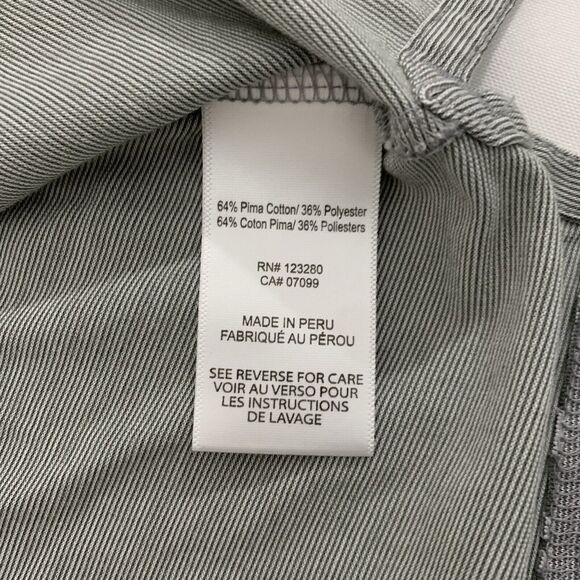 64% Pima Cotton/ 36% Polyester
64% Coton Pima/ 36% Poliesters
RN# 123280
CA# 07099
MADE IN PERU
FABRIQUÉ AU PÉROU
SEE REVERSE FOR CARE
VOIR AU VERSO POUR
LES INSTRUCTIONS
DE LAVAGE